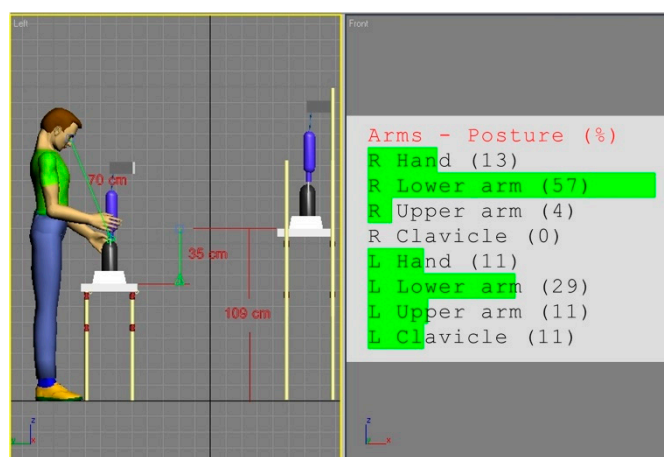 Left
70 cm
35 cm
109 cm
z
y
x
Front
Arms - Posture (%)
R Hand (13)
R Lower arm (57)
R Upper arm (4)
R Clavicle (0)
L Hand (11)
L Lower arm (29)
L Upper arm (11)
L Clavicle (11)
z
y
x